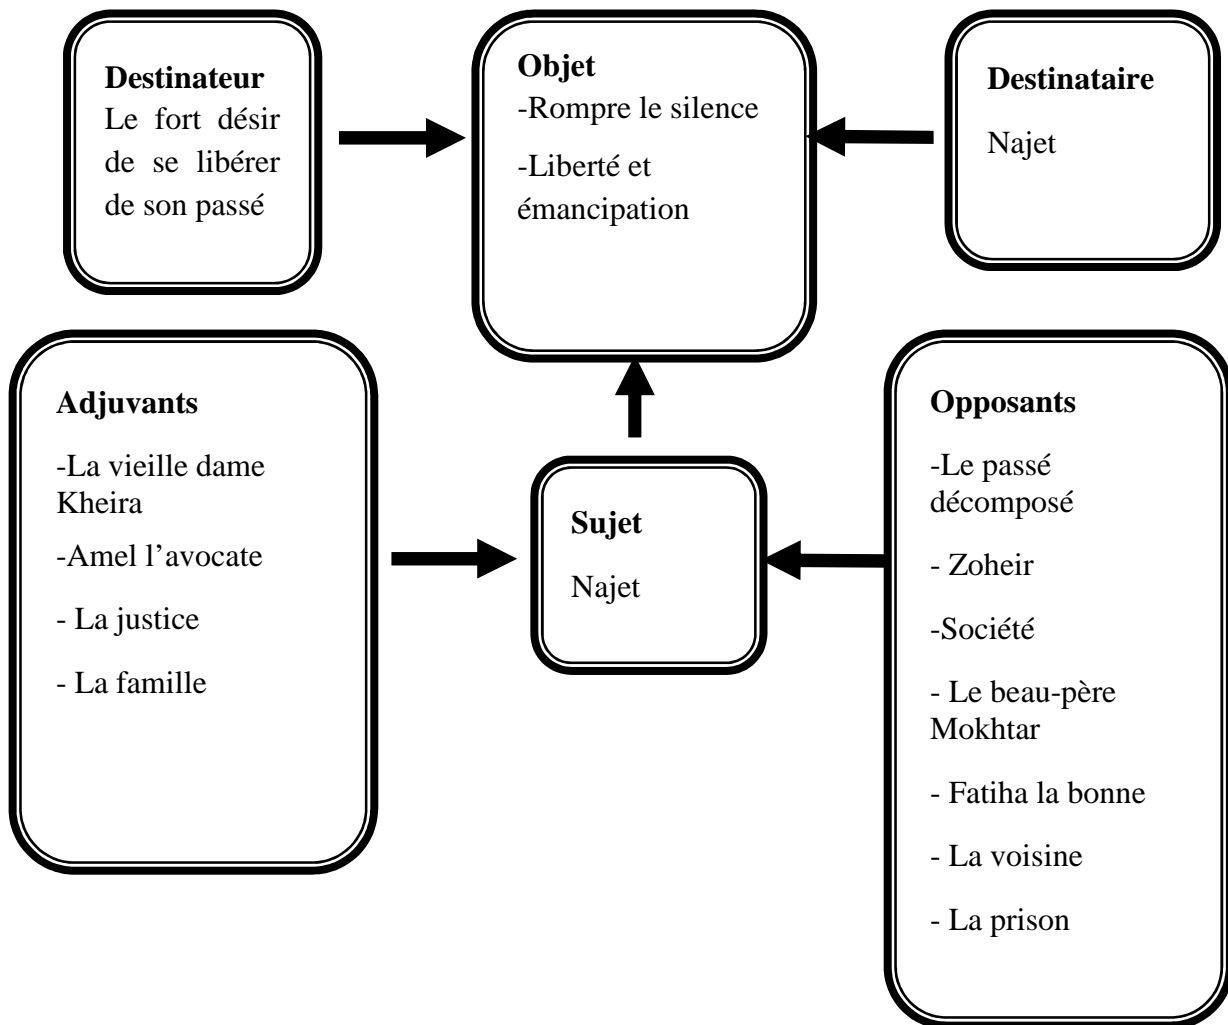 Destinateur
Le fort désir
de se libérer
de son passé
Objet
-Rompre le silence
-Liberté et
émancipation
Destinataire
Najet
Adjuvants
-La vieille dame
Kheira
-Amel l’avocate
- La justice
- La famille
Sujet
Najet
Opposants
-Le passé
décomposé
- Zoheir
-Société
- Le beau-père
Mokhtar
- Fatiha la bonne
- La voisine
- La prison